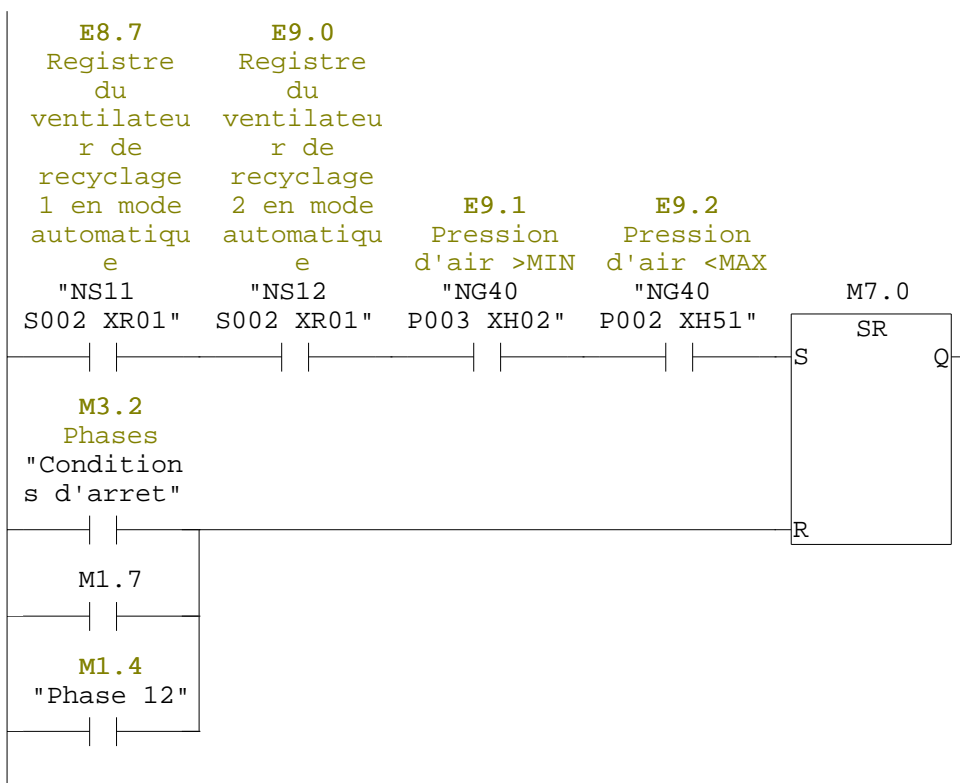 E8.7
Registre
du
ventilateu
r de
recyclage
1 en mode
automatiqu
e
"NS11
S002 XR01"
E9.0
Registre
du
ventilateu
r de
recyclage
2 en mode
automatiqu
e
"NS12
S002 XR01"
E9.1
Pression
d'air >MIN
"NG40
P003 XH02"
E9.2
Pression
d'air <MAX
"NG40
P002 XH51"
M7.0
SR
S
Q
R
M3.2
Phases
"Condition
s d'arret"
M1.7
M1.4
"Phase 12"